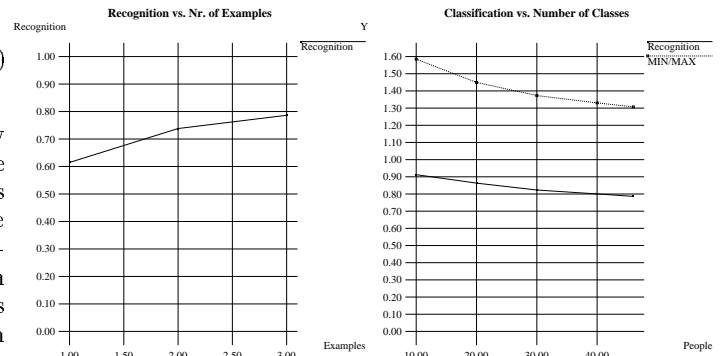 Recognition vs. Nr. of Examples
Recognition
Recognition
1.00
0.90
0.80
0.70
0.60
0.50
0.40
0.30
0.20
0.10
0.00
1.00 1.50 2.00 2.50 3.00
Examples
Classification vs. Number of Classes
Y
Recognition
MIN/MAX
1.60
1.50
1.40
1.30
1.20
1.10
1.00
0.90
0.80
0.70
0.60
0.50
0.40
0.30
0.20
0.10
0.00
10.00 20.00 30.00 40.00
People